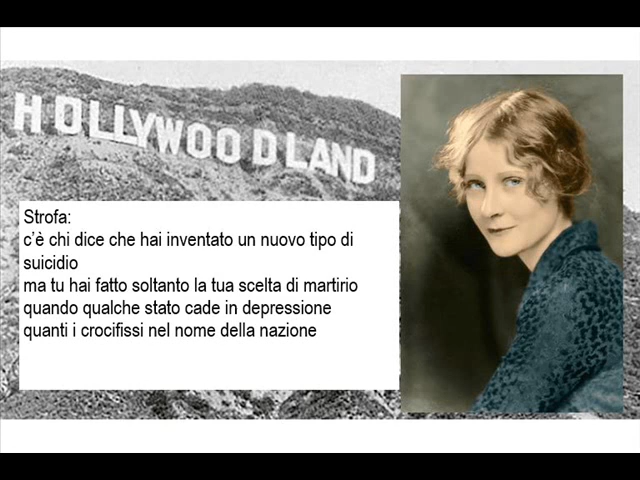 HOLLYWOODLAND
Strofa:
c'è chi dice che hai inventato un nuovo tipo di
suicidio
ma tu hai fatto soltanto la tua scelta di martirio
quando qualche stato cade in depressione
quanti i crocifissi nel nome della nazione